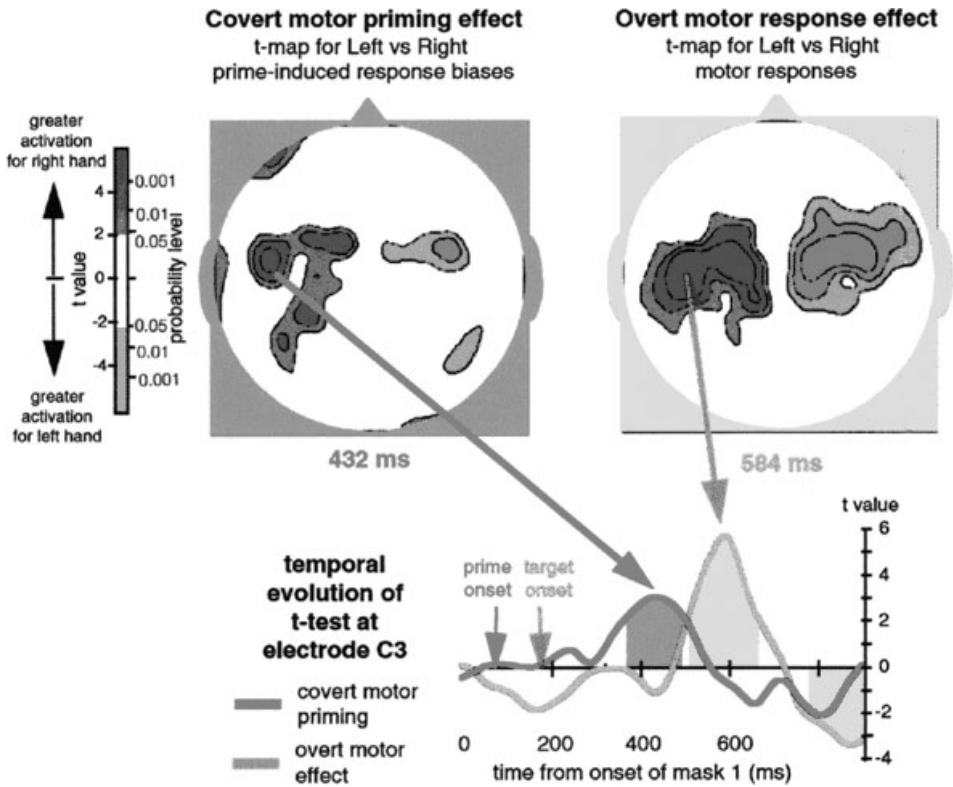 Covert motor priming effect
t-map for Left vs Right
prime-induced response biases
Overt motor response effect
t-map for Left vs Right
motor responses
greater
activation
for right hand
4
2
0
-2
-4
t value
0.001
0.01
0.05
0.05
0.01
0.001
probability level
greater
activation
for left hand
432 ms
584 ms
temporal
evolution of
t-test at
electrode C3
covert motor
priming
overt motor
effect
prime
onset
target
onset
t value
6
4
2
0
-2
-4
0
200
400
600
time from onset of mask 1 (ms)